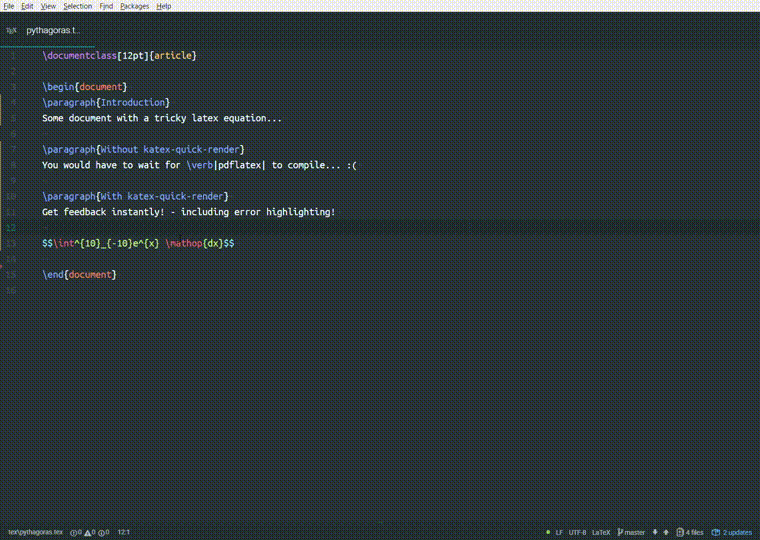 File Edit View Selection Find Packages Help
pythagoras.t...
1 \documentclass[12pt]{article}
2
3 \begin{document}
4 \paragraph{Introduction}
5 Some document with a tricky latex equation...
6
7 \paragraph{Without katex-quick-render}
8 You would have to wait for \verb|pdflatex| to compile... :(
9
10 \paragraph{With katex-quick-render}
11 Get feedback instantly! - including error highlighting!
12
13 $$\int^{10}_{-10}e^{x} \mathop{dx}$$
14
15 \end{document}
16
tex\pythagoras.tex 0 0 0 12:1 LF UTF-8 LaTeX master 4 files 2 updates